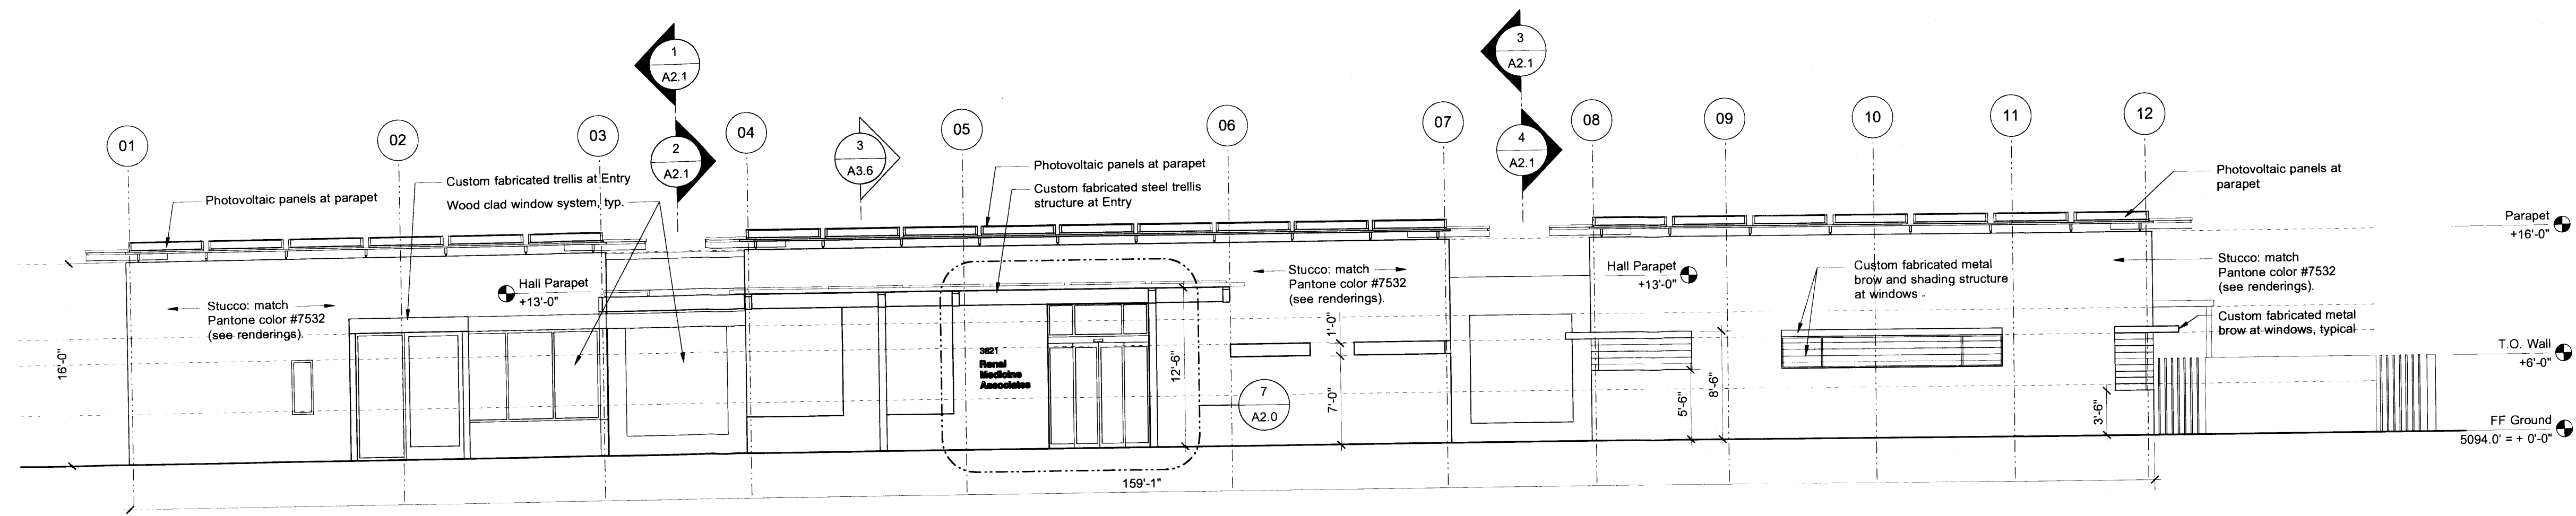 1
A2.1
3
A2.1
01
02
03
2
A2.1
04
3
A3.6
05
06
07
4
A2.1
08
09
10
11
12
Photovoltaic panels at parapet
Custom fabricated trellis at Entry
Wood clad window system, typ.
Photovoltaic panels at parapet
Custom fabricated steel trellis
structure at Entry
Photovoltaic panels at
parapet
Parapet
+16'-0"
16'-0"
Stucco: match
Pantone color #7532
(see renderings).
Hall Parapet
+13'-0"
Stucco: match
Pantone color #7532
(see renderings).
Hall Parapet
+13'-0"
Custom fabricated metal
brow and shading structure
at windows
Stucco: match
Pantone color #7532
(see renderings).
Custom fabricated metal
brow at windows, typical
3821
Renal
Medicine
Associates
12'-6"
1'-0"
7'-0"
7
A2.0
5'-6"
8'-6"
3'-6"
T.O. Wall
+6'-0"
FF Ground
5094.0' = + 0'-0"
159'-1"